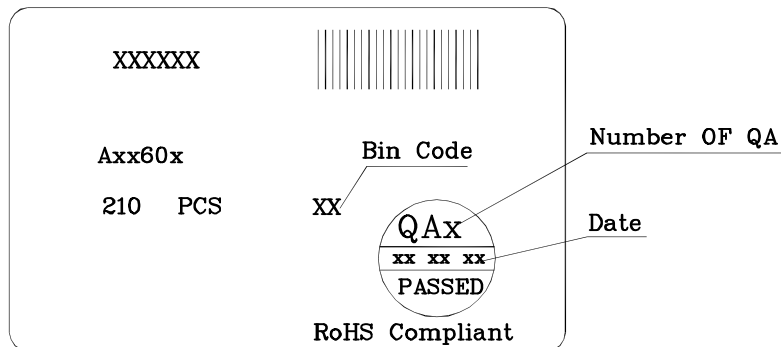 XXXXXX
Axx60x
Bin Code
Number OF QA
210 PCS
XX
QAx
Date
xx xx xx
PASSED
RoHS Compliant